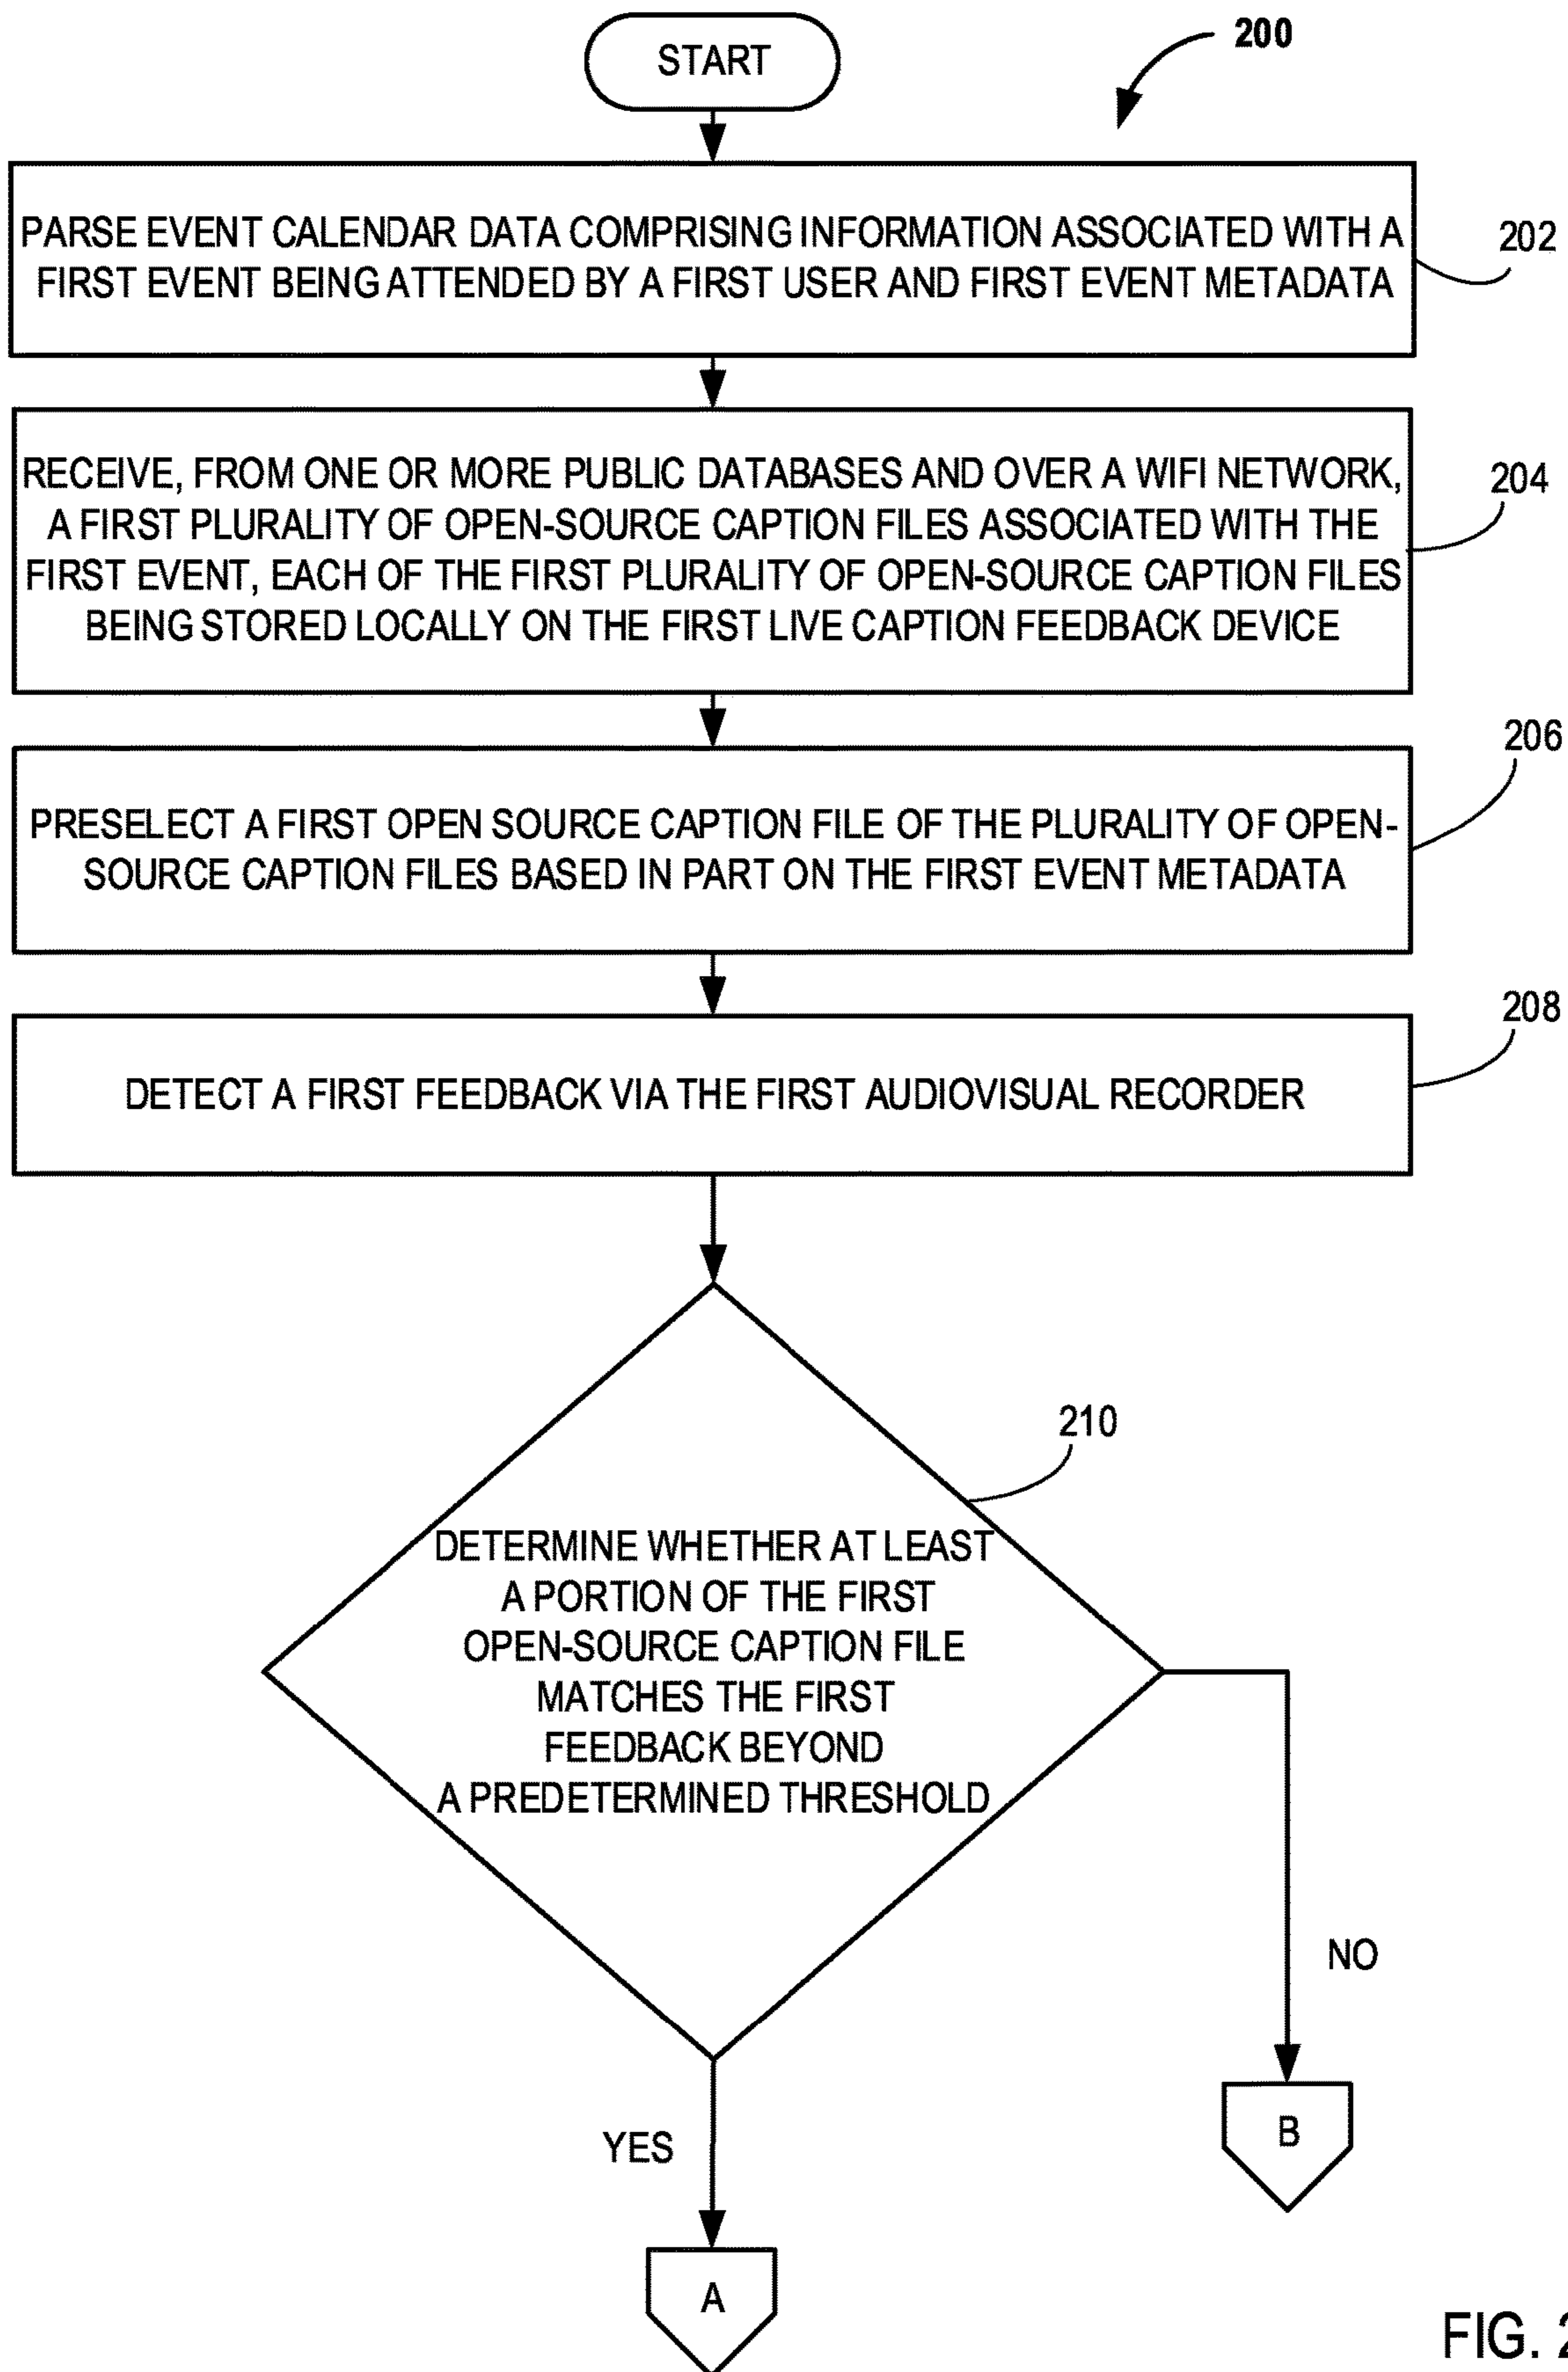 START
200
PARSE EVENT CALENDAR DATA COMPRISING INFORMATION ASSOCIATED WITH A
FIRST EVENT BEING ATTENDED BY A FIRST USER AND FIRST EVENT METADATA
202
RECEIVE, FROM ONE OR MORE PUBLIC DATABASES AND OVER A WIFI NETWORK,
A FIRST PLURALITY OF OPEN-SOURCE CAPTION FILES ASSOCIATED WITH THE
FIRST EVENT, EACH OF THE FIRST PLURALITY OF OPEN-SOURCE CAPTION FILES
BEING STORED LOCALLY ON THE FIRST LIVE CAPTION FEEDBACK DEVICE
204
PRESELECT A FIRST OPEN SOURCE CAPTION FILE OF THE PLURALITY OF OPEN-
SOURCE CAPTION FILES BASED IN PART ON THE FIRST EVENT METADATA
206
DETECT A FIRST FEEDBACK VIA THE FIRST AUDIOVISUAL RECORDER
208
DETERMINE WHETHER AT LEAST
A PORTION OF THE FIRST
OPEN-SOURCE CAPTION FILE
MATCHES THE FIRST
FEEDBACK BEYOND
A PREDETERMINED THRESHOLD
210
NO
B
YES
A
FIG. 2